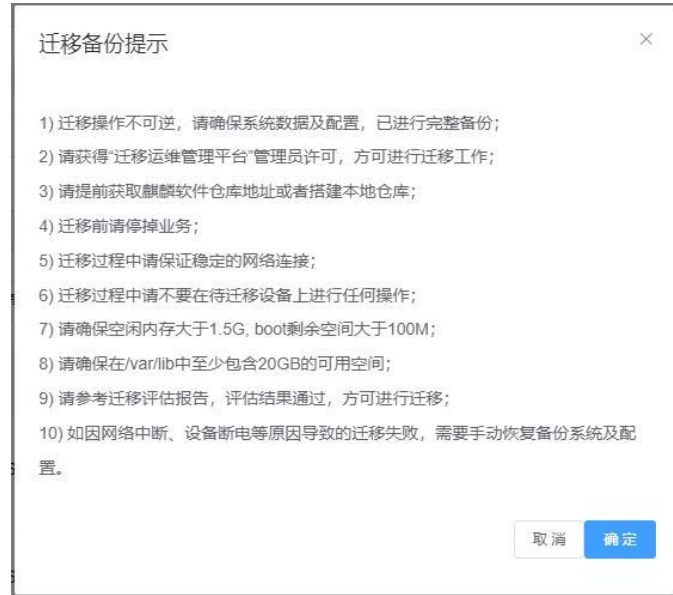 迁移备份提示
1) 迁移操作不可逆，请确保系统数据及配置，已进行完整备份；
2) 请获得“迁移运维管理平台”管理员许可，方可进行迁移工作；
3) 请提前获取麒麟软件仓库地址或者搭建本地仓库；
4) 迁移前请停掉业务；
5) 迁移过程中请保证稳定的网络连接；
6) 迁移过程中请不要在待迁移设备上进行任何操作；
7) 请确保空闲内存大于1.5G, boot剩余空间大于100M；
8) 请确保在/var/lib中至少包含20GB的可用空间；
9) 请参考迁移评估报告，评估结果通过，方可进行迁移；
10) 如因网络中断、设备断电等原因导致的迁移失败，需要手动恢复备份系统及配
置。
取消 确定